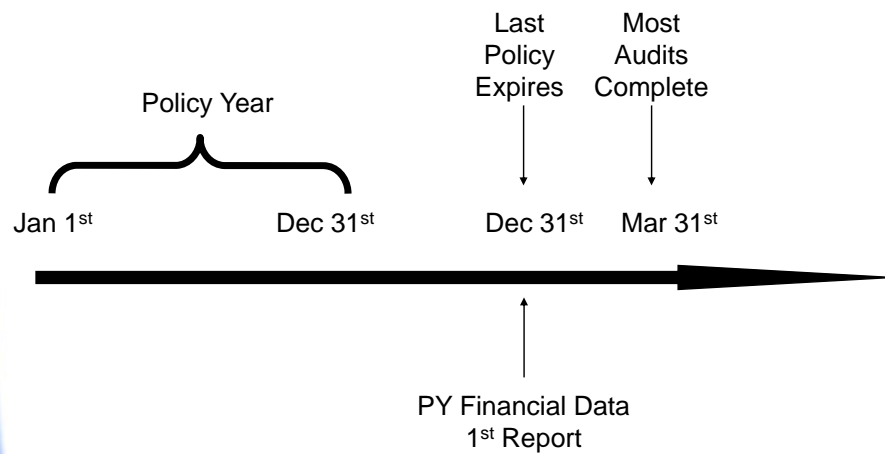 Last
Policy
Expires
Most
Audits
Complete
Policy Year
Jan 1st
Dec 31st
Dec 31st
Mar 31st
PY Financial Data
1st Report